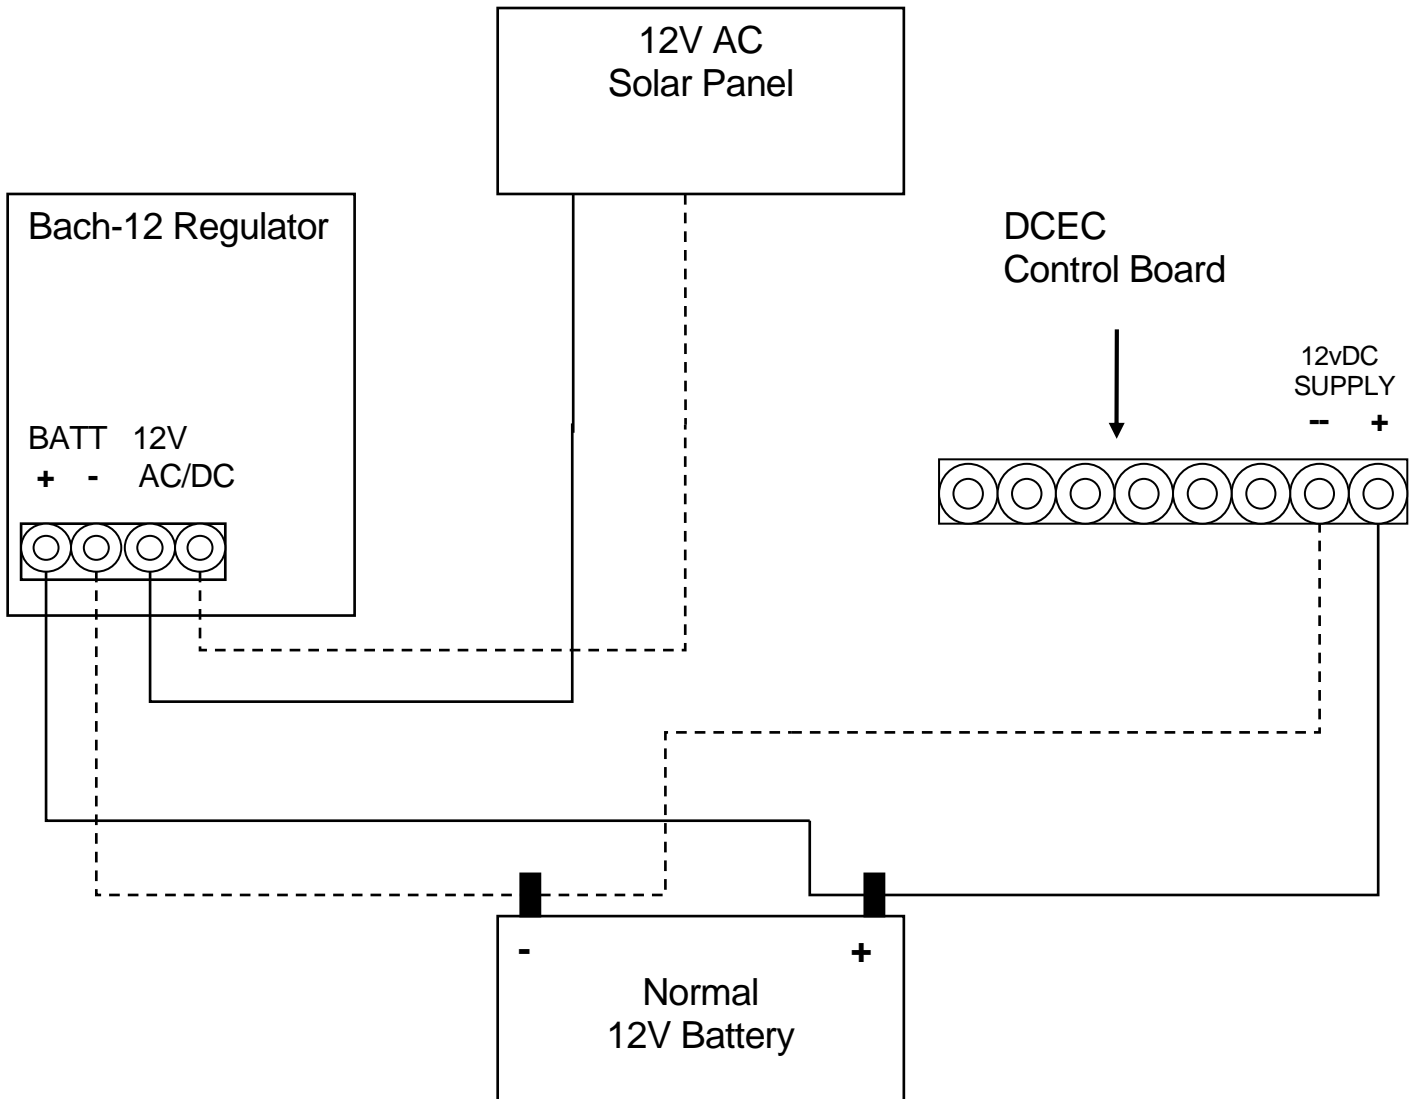 12V AC
Solar Panel
Bach-12 Regulator
DCEC
Control Board
12vDC
SUPPLY
-- +
BATT 12V
+ - AC/DC
- +
Normal
12V Battery